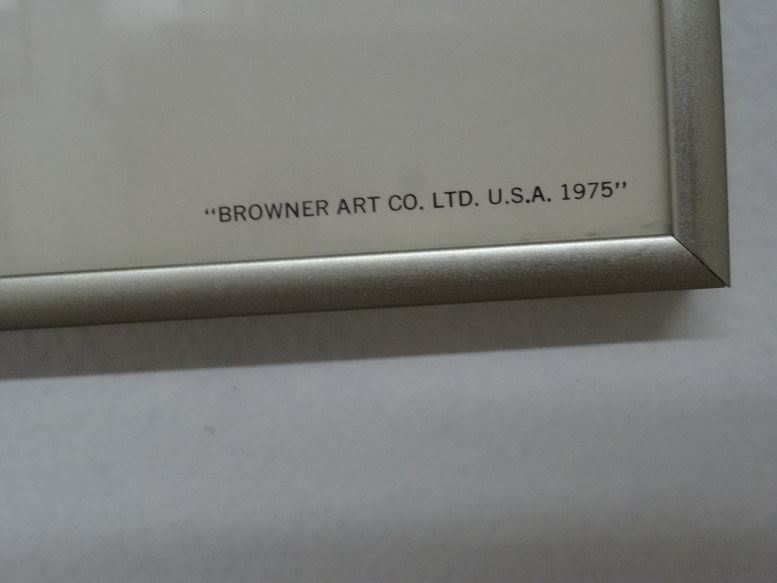 “BROWNER ART CO. LTD. U.S.A. 1975”